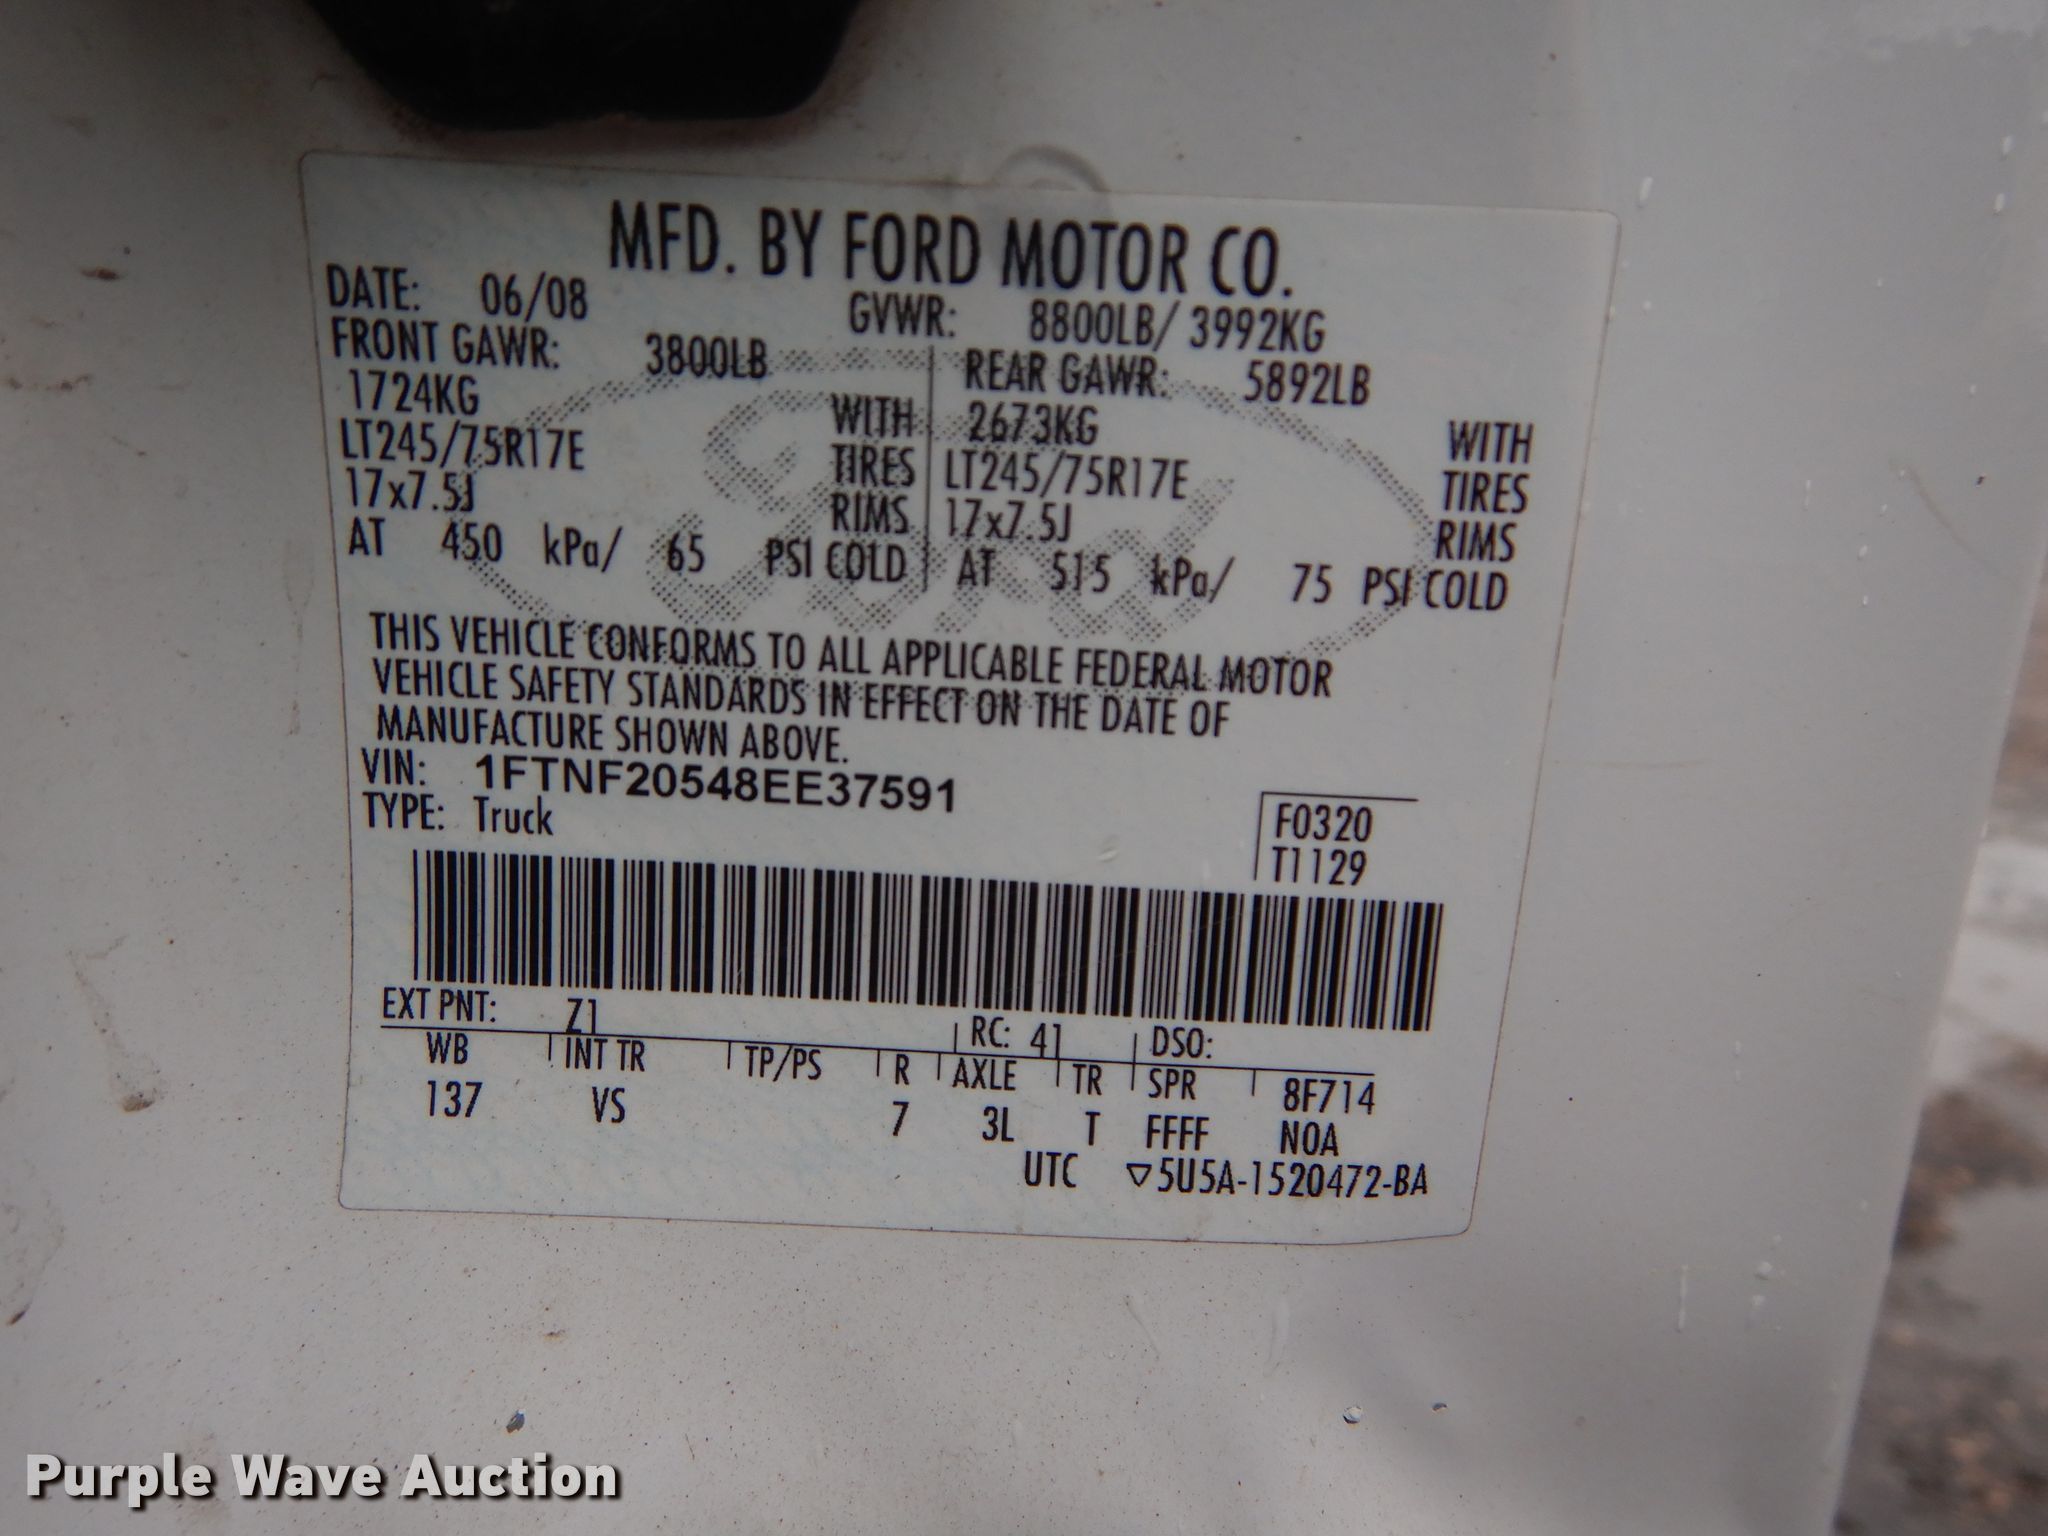 MFD. BY FORD MOTOR CO.
DATE: 06/08 GVWR: 8800LB/ 3992KG
FRONT GAWR: 3800LB REAR GAWR: 5892LB
1724KG WITH 2673KG WITH
LT245/75R17E TIRES LT245/75R17E TIRES
17x7.5J RIMS 17x7.5J RIMS
AT 450 kPa/ 65 PSI COLD AT 515 kPa/ 75 PSI COLD
THIS VEHICLE CONFORMS TO ALL APPLICABLE FEDERAL MOTOR
VEHICLE SAFETY STANDARDS IN EFFECT ON THE DATE OF
MANUFACTURE SHOWN ABOVE.
VIN: 1FTNF20548EE37591
TYPE: Truck F0320
T1129
EXT PNT: Z1 RC: 41 DSO:
WB INT TR TP/PS R AXLE TR SPR 8F714
137 VS 7 3L T FFFF NOA
UTC ▽5U5A-1520472-BA
Ford
Purple Wave Auction